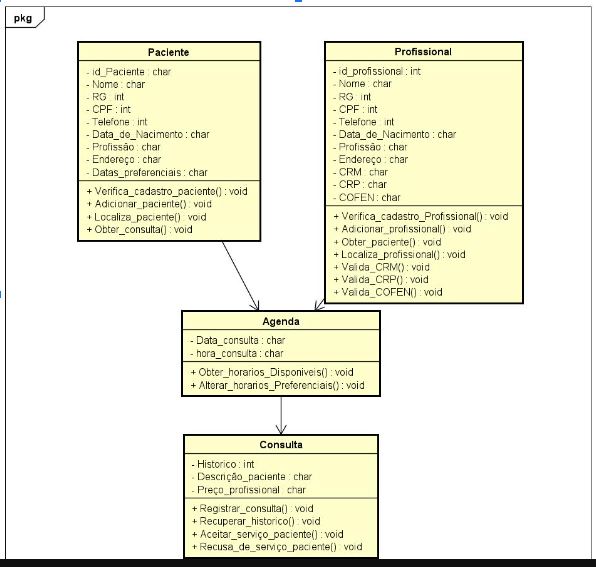 pkg
Paciente
- id_Paciente : char
- Nome : char
- RG : int
- CPF : int
- Telefone : int
- Data_de_Nacimento : char
- Profissão : char
- Endereço : char
- Datas_preferenciais : char
+ Verifica_cadastro_paciente() : void
+ Adicionar_paciente() : void
+ Localiza_paciente() : void
+ Obter_consulta() : void
Profissional
- id_profissional : int
- Nome : char
- RG : int
- CPF : int
- Telefone : int
- Data_de_Nacimento : char
- Profissão : char
- Endereço : char
- CRM : char
- CRP : char
- COFEN : char
+ Verifica_cadastro_Profissional() : void
+ Adicionar_profissional() : void
+ Obter_paciente() : void
+ Localiza_profissional() : void
+ Valida_CRM() : void
+ Valida_CRP() : void
+ Valida_COFEN() : void
Agenda
- Data_consulta : char
- hora_consulta : char
+ Obter_horarios_Disponiveis() : void
+ Alterar_horarios_Preferenciais() : void
Consulta
- Historico : int
- Descrição_paciente : char
- Preço_profissional : char
+ Registrar_consulta() : void
+ Recuperar_historico() : void
+ Aceitar_serviço_paciente() : void
+ Recusa_de_serviço_paciente() : void